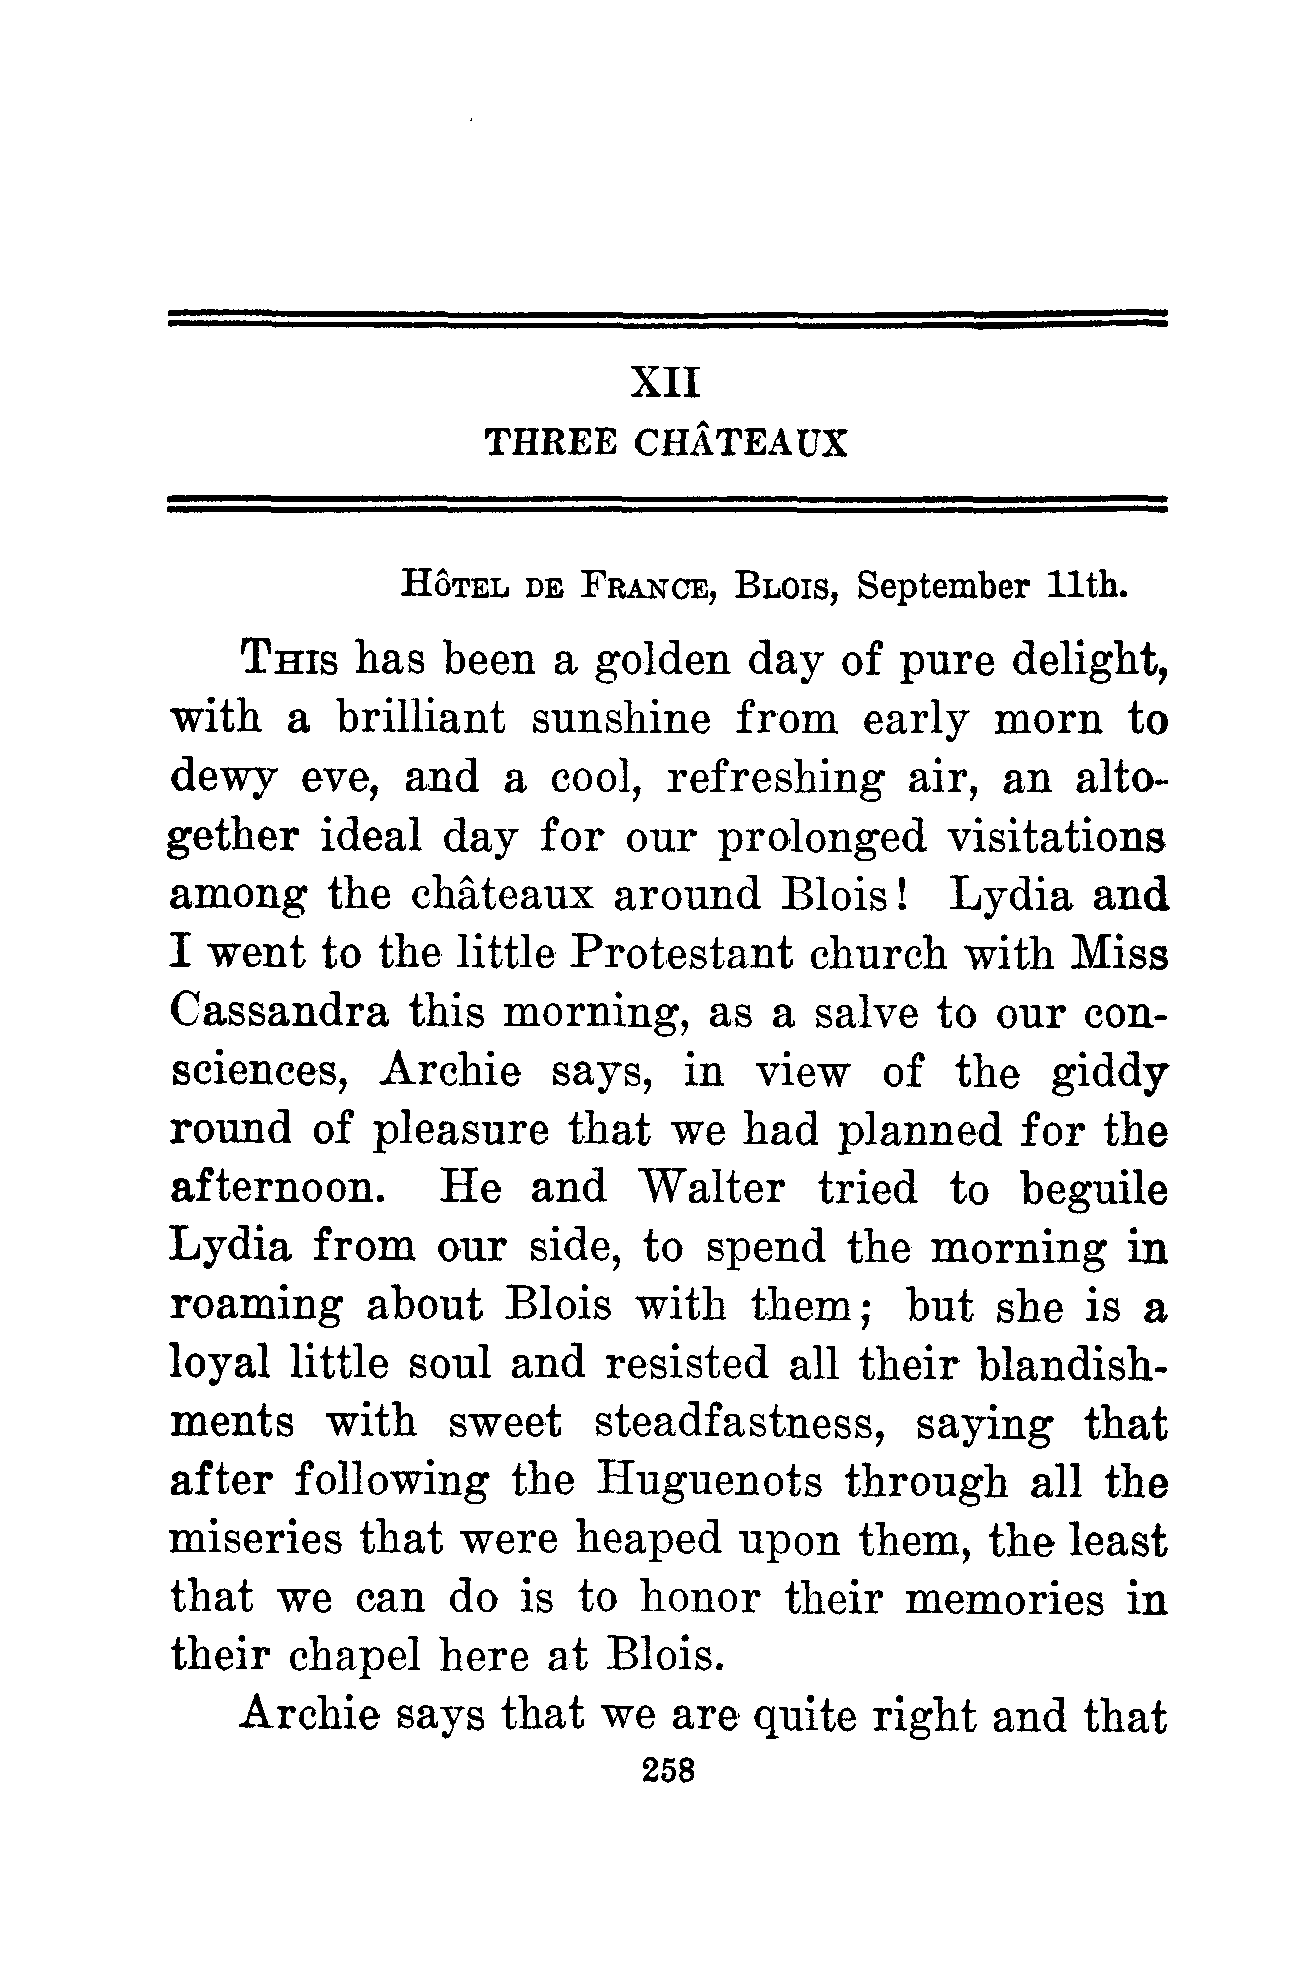 XII
THREE CHÂTEAUX
HÔTEL DE FRANCE, BLOIS, September 11th.
THIS has been a golden day of pure delight,
with a brilliant sunshine from early morn to
dewy eve, and a cool, refreshing air, an alto-
gether ideal day for our prolonged visitations
among the châteaux around Blois! Lydia and
I went to the little Protestant church with Miss
Cassandra this morning, as a salve to our con-
sciences, Archie says, in view of the giddy
round of pleasure that we had planned for the
afternoon. He and Walter tried to beguile
Lydia from our side, to spend the morning in
roaming about Blois with them; but she is a
loyal little soul and resisted all their blandish-
ments with sweet steadfastness, saying that
after following the Huguenots through all the
miseries that were heaped upon them, the least
that we can do is to honor their memories in
their chapel here at Blois.
Archie says that we are quite right and that
258